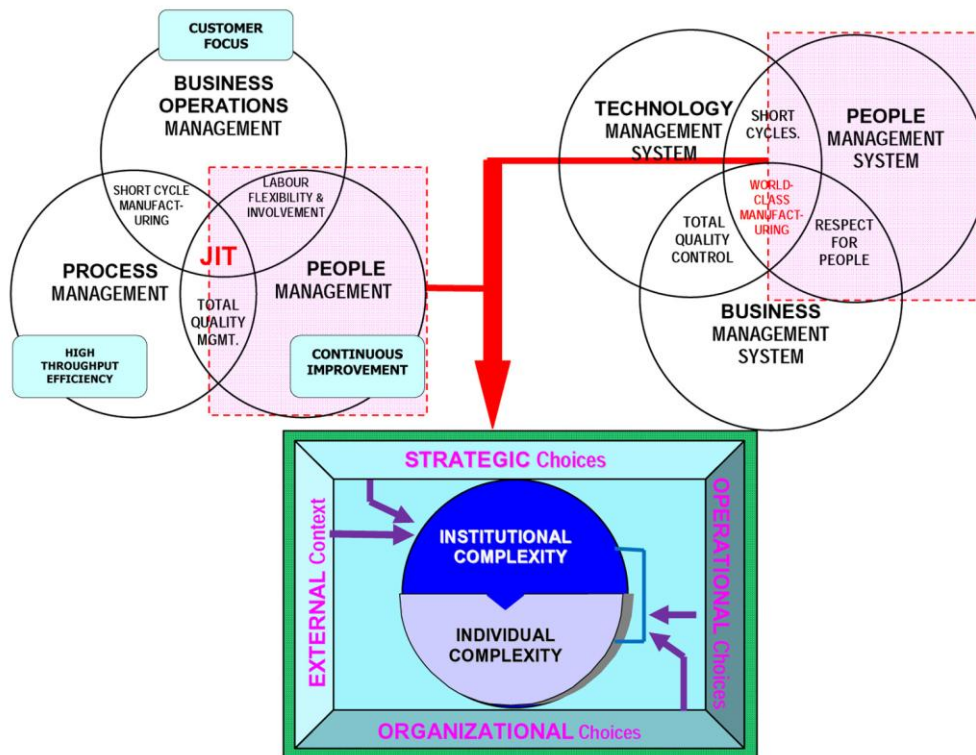 CUSTOMER
FOCUS
BUSINESS
OPERATIONS
MANAGEMENT
SHORT CYCLE
MANUFACT-
URING
LABOUR
FLEXIBILITY &
INVOLVEMENT
JIT
PROCESS
MANAGEMENT
PEOPLE
MANAGEMENT
TOTAL
QUALITY
MGMT.
HIGH
THROUGHPUT
EFFICIENCY
CONTINUOUS
IMPROVEMENT
TECHNOLOGY
MANAGEMENT
SYSTEM
SHORT
CYCLES.
PEOPLE
MANAGEMENT
SYSTEM
WORLD-
CLASS
MANUFACT-
URING
TOTAL
QUALITY
CONTROL
RESPECT
FOR
PEOPLE
BUSINESS
MANAGEMENT
SYSTEM
STRATEGIC Choices
EXTERNAL Context
INSTITUTIONAL
COMPLEXITY
INDIVIDUAL
COMPLEXITY
OPERATIONAL Choices
ORGANIZATIONAL Choices